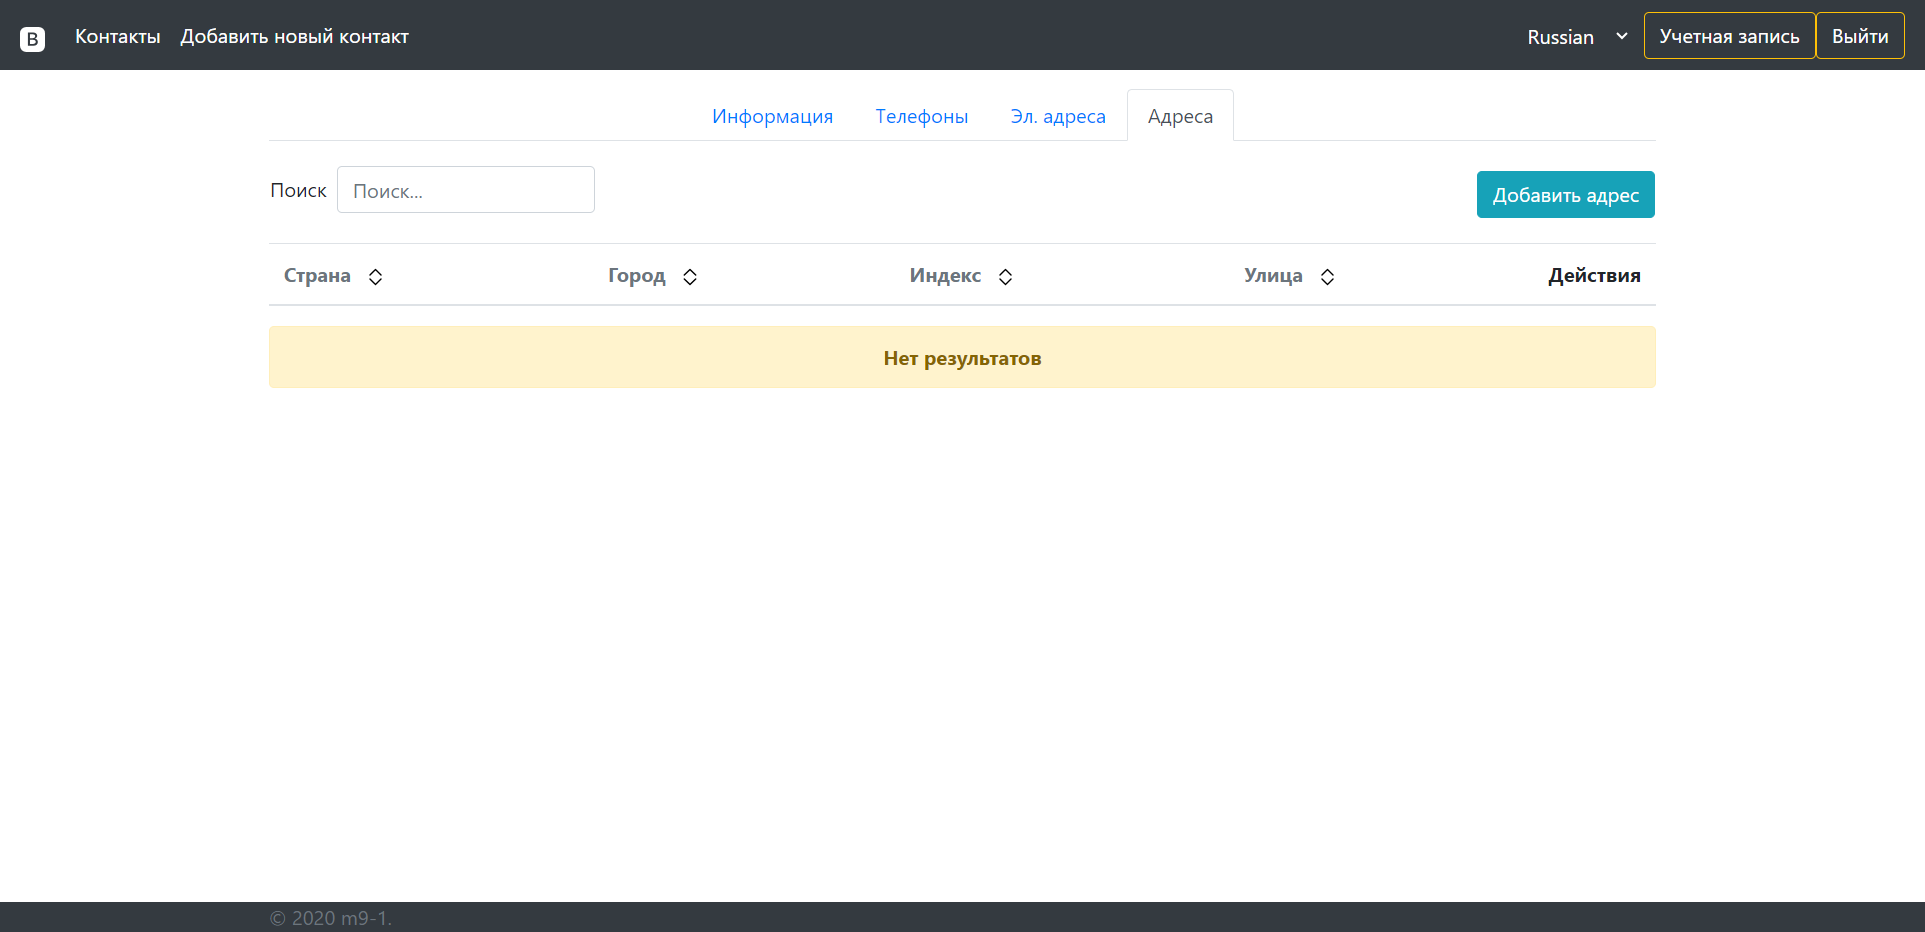 B Контакты Добавить новый контакт Russian Учетная запись Выйти
Информация Телефоны Эл. адреса Адреса
Поиск Поиск... Добавить адрес
Страна Город Индекс Улица Действия
Нет результатов
© 2020 m9-1.